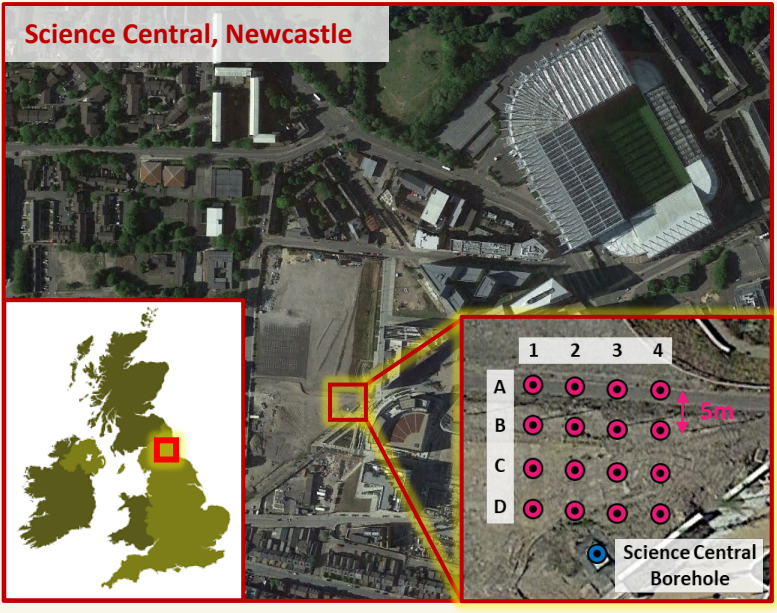 Science Central, Newcastle
1 2 3 4
A
5m
B
C
D
Science Central
Borehole